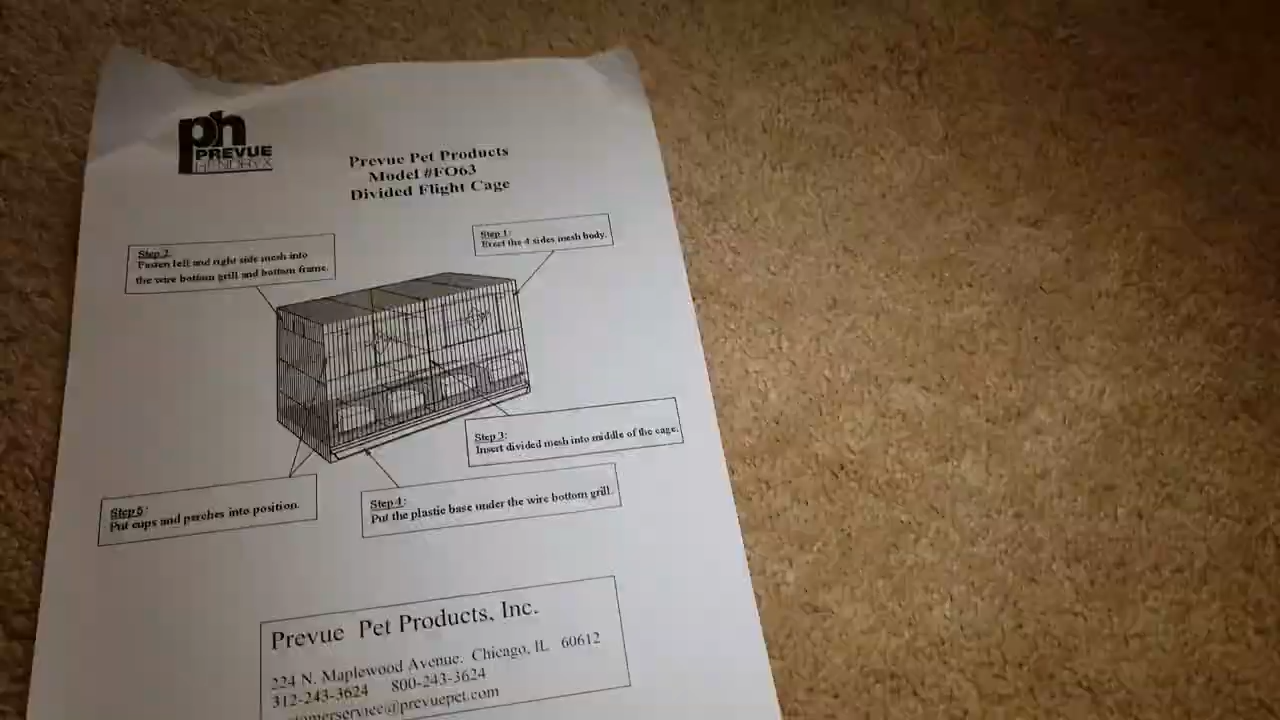 ph
PREVUE
HENDRYX
Prevue Pet Products
Model #FO63
Divided Flight Cage
Step 1:
Erect the 4 sides mesh body.
Step 2:
Fasten left and right side mesh into
the wire bottom grill and bottom frame.
Step 3:
Insert divided mesh into middle of the cage.
Step 4:
Put the plastic base under the wire bottom grill.
Step 5:
Put cups and perches into position.
Prevue Pet Products, Inc.
224 N. Maplewood Avenue. Chicago, IL 60612
312-243-3624 800-243-3624
tomerservice@prevuepet.com